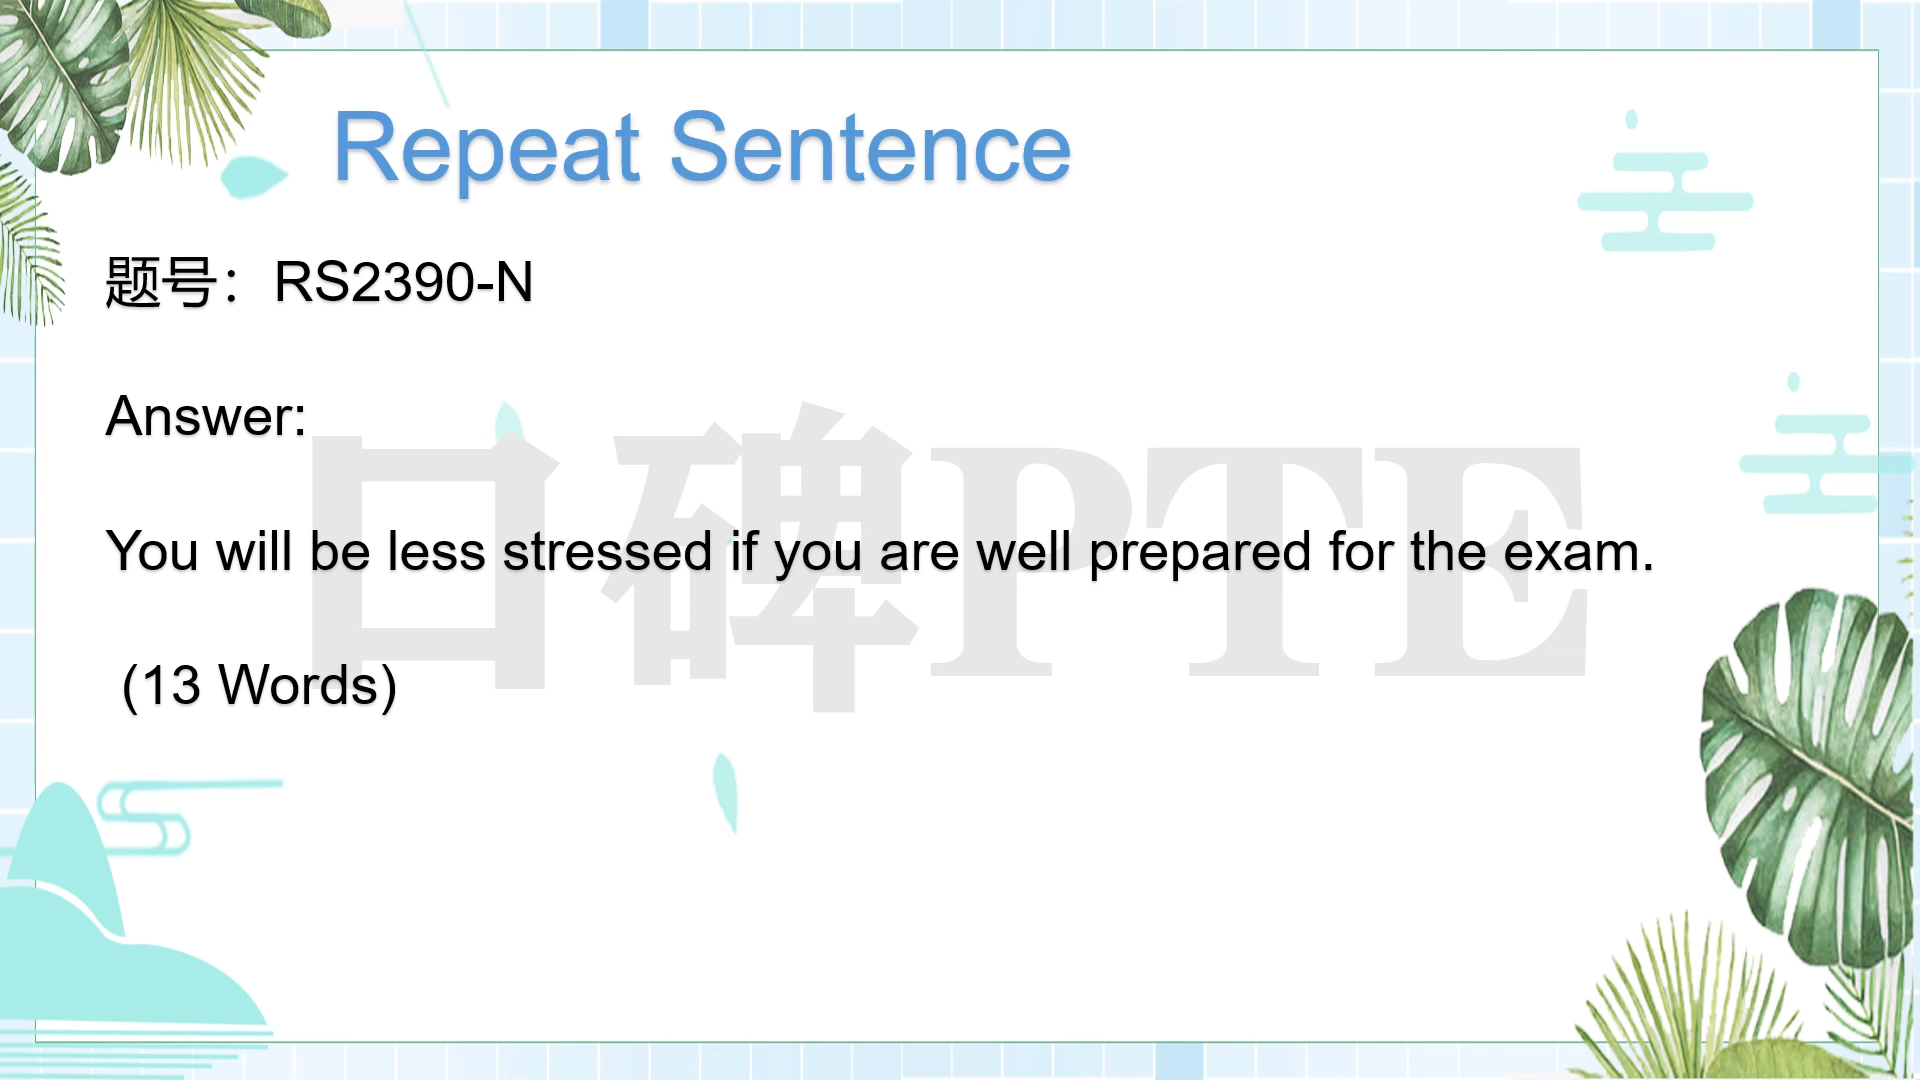 Repeat Sentence
题号：RS2390-N
Answer:
口碑PTE
You will be less stressed if you are well prepared for the exam.
(13 Words)